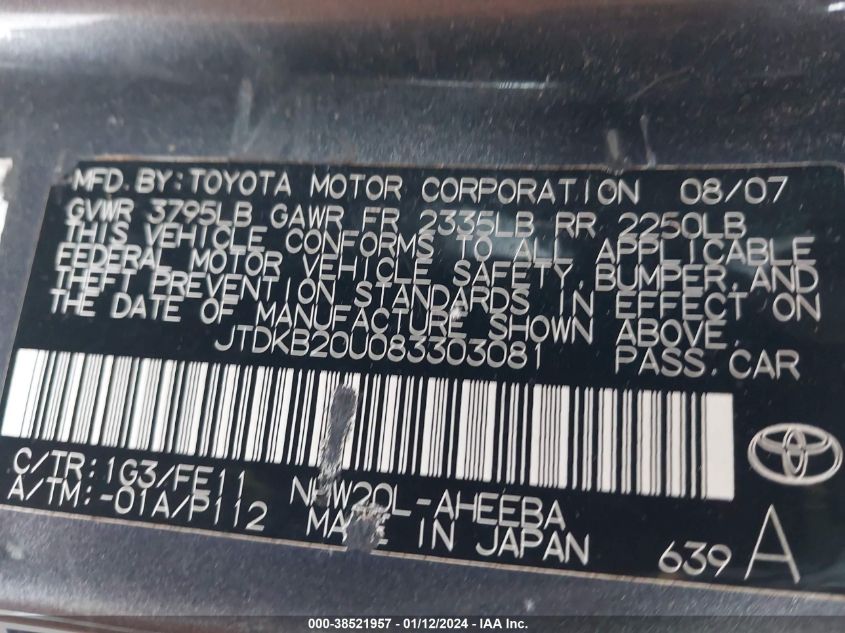 MFD.BY:TOYOTA MOTOR CORPORATION 08/07
GVWR 3795LB GAWR FR 2335LB RR 2250LB
THIS VEHICLE CONFORMS TO ALL APPLICABLE
FEDERAL MOTOR VEHICLE SAFETY,BUMPER,AND
THEFT PREVENTION STANDARDS IN EFFECT ON
THE DATE OF MANUFACTURE SHOWN ABOVE.
JTDKB20U083303081 PASS.CAR
C/TR:1G3/FE11 NHW20L-AHEEBA
A/TM:-01A/P112 MADE IN JAPAN 639 A
000-38521957 - 01/12/2024 - IAA Inc.